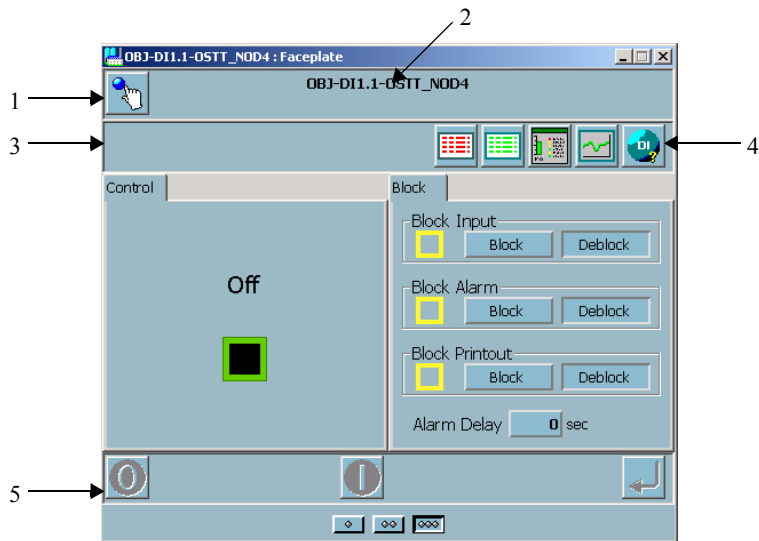 2
OBJ-DI1.1-OSTT_NOD4 : Faceplate
OBJ-DI1.1-OSTT_NOD4
1
3
DI
?
4
Control
Block
Block Input
Block Deblock
Off
Block Alarm
Block Deblock
Block Printout
Block Deblock
Alarm Delay 0 sec
5